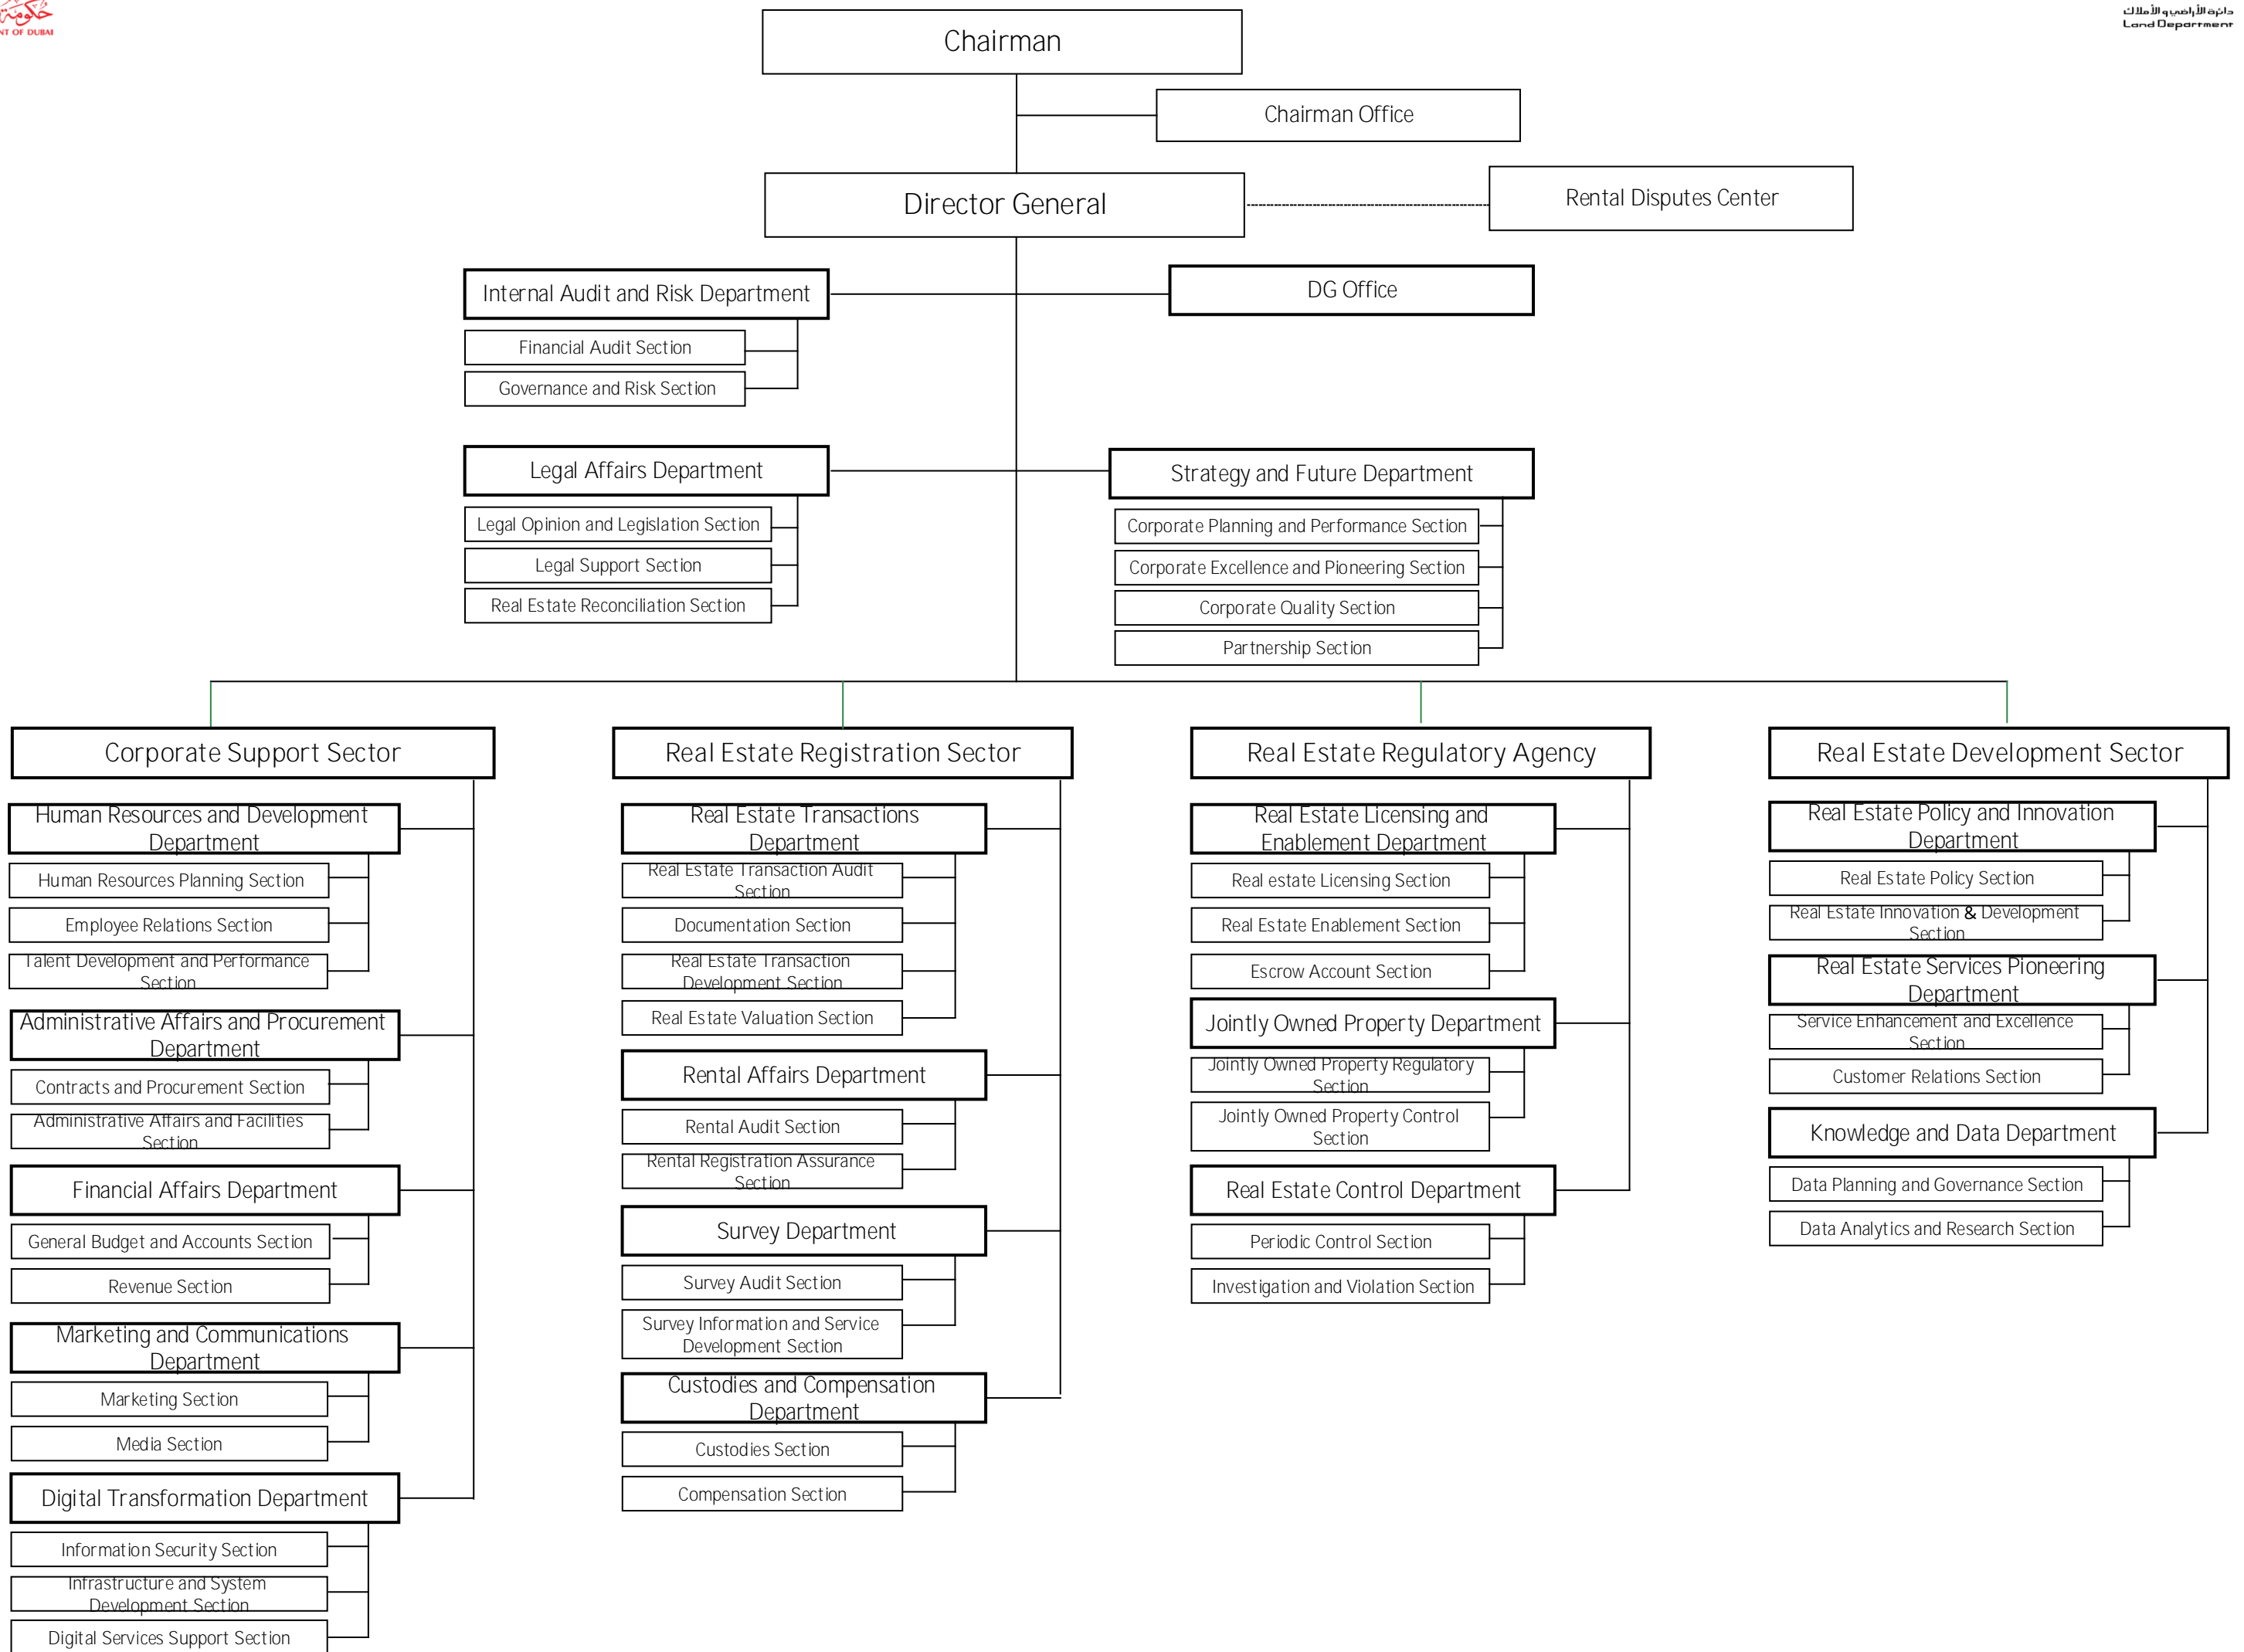 حكومة
NT OF DUBAI
دائرة الأراضي و الأملاك
Land Department
Chairman
Chairman Office
Director General
Rental Disputes Center
Internal Audit and Risk Department
DG Office
Financial Audit Section
Governance and Risk Section
Legal Affairs Department
Strategy and Future Department
Legal Opinion and Legislation Section
Legal Support Section
Real Estate Reconciliation Section
Corporate Planning and Performance Section
Corporate Excellence and Pioneering Section
Corporate Quality Section
Partnership Section
Corporate Support Sector
Human Resources and Development
Department
Human Resources Planning Section
Employee Relations Section
Talent Development and Performance
Section
Administrative Affairs and Procurement
Department
Contracts and Procurement Section
Administrative Affairs and Facilities
Section
Financial Affairs Department
General Budget and Accounts Section
Revenue Section
Marketing and Communications
Department
Marketing Section
Media Section
Digital Transformation Department
Information Security Section
Infrastructure and System
Development Section
Digital Services Support Section
Real Estate Registration Sector
Real Estate Transactions
Department
Real Estate Transaction Audit
Section
Documentation Section
Real Estate Transaction
Development Section
Real Estate Valuation Section
Rental Affairs Department
Rental Audit Section
Rental Registration Assurance
Section
Survey Department
Survey Audit Section
Survey Information and Service
Development Section
Custodies and Compensation
Department
Custodies Section
Compensation Section
Real Estate Regulatory Agency
Real Estate Licensing and
Enablement Department
Real estate Licensing Section
Real Estate Enablement Section
Escrow Account Section
Jointly Owned Property Department
Jointly Owned Property Regulatory
Section
Jointly Owned Property Control
Section
Real Estate Control Department
Periodic Control Section
Investigation and Violation Section
Real Estate Development Sector
Real Estate Policy and Innovation
Department
Real Estate Policy Section
Real Estate Innovation & Development
Section
Real Estate Services Pioneering
Department
Service Enhancement and Excellence
Section
Customer Relations Section
Knowledge and Data Department
Data Planning and Governance Section
Data Analytics and Research Section